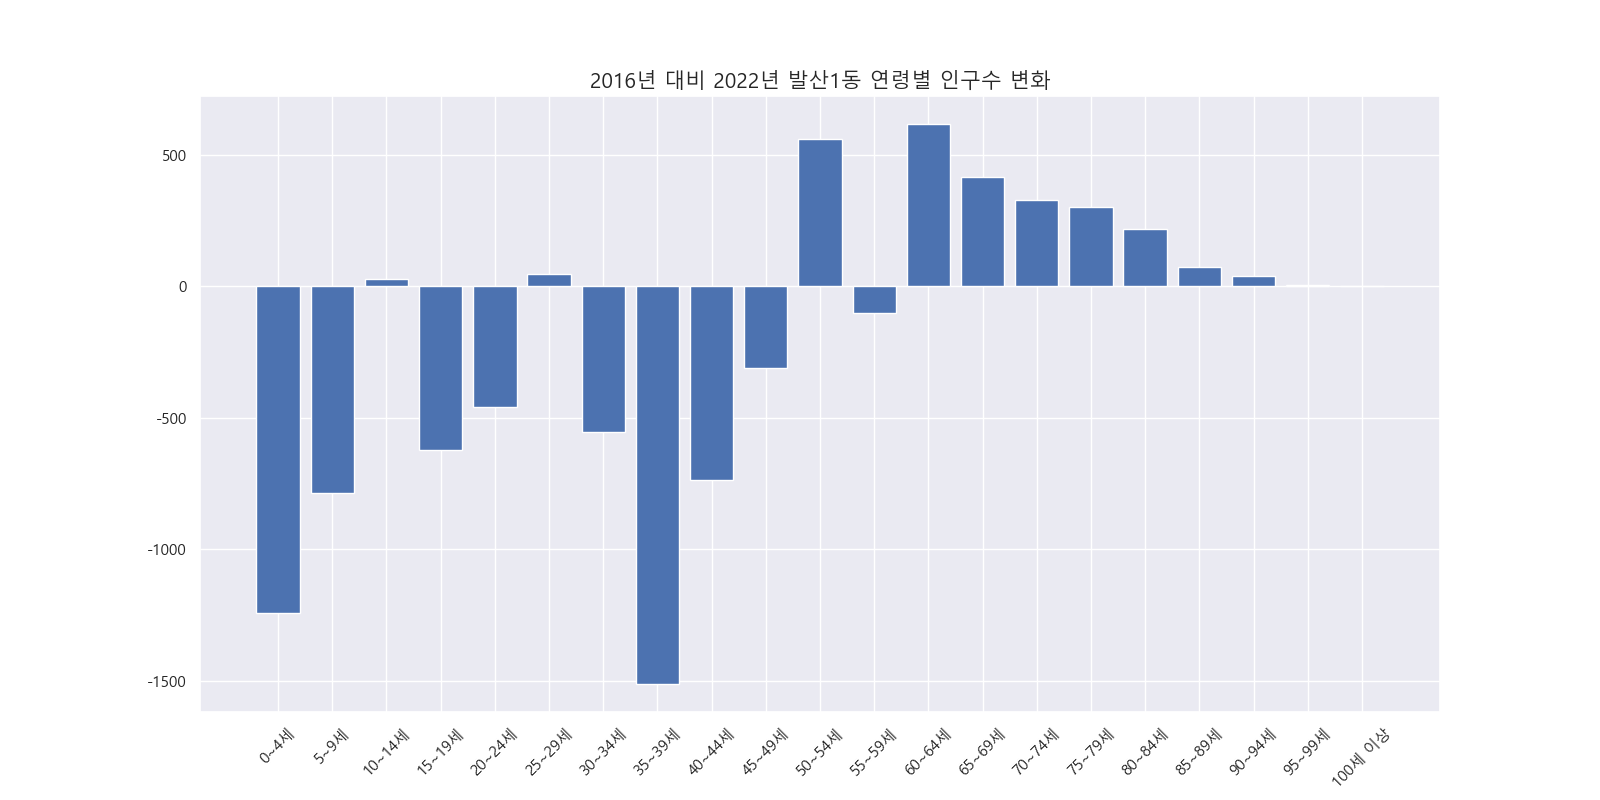 2016년 대비 2022년 발산1동 연령별 인구수 변화
500
0
-500
-1000
-1500
0~4세
5~9세
10~14세
15~19세
20~24세
25~29세
30~34세
35~39세
40~44세
45~49세
50~54세
55~59세
60~64세
65~69세
70~74세
75~79세
80~84세
85~89세
90~94세
95~99세
100세 이상